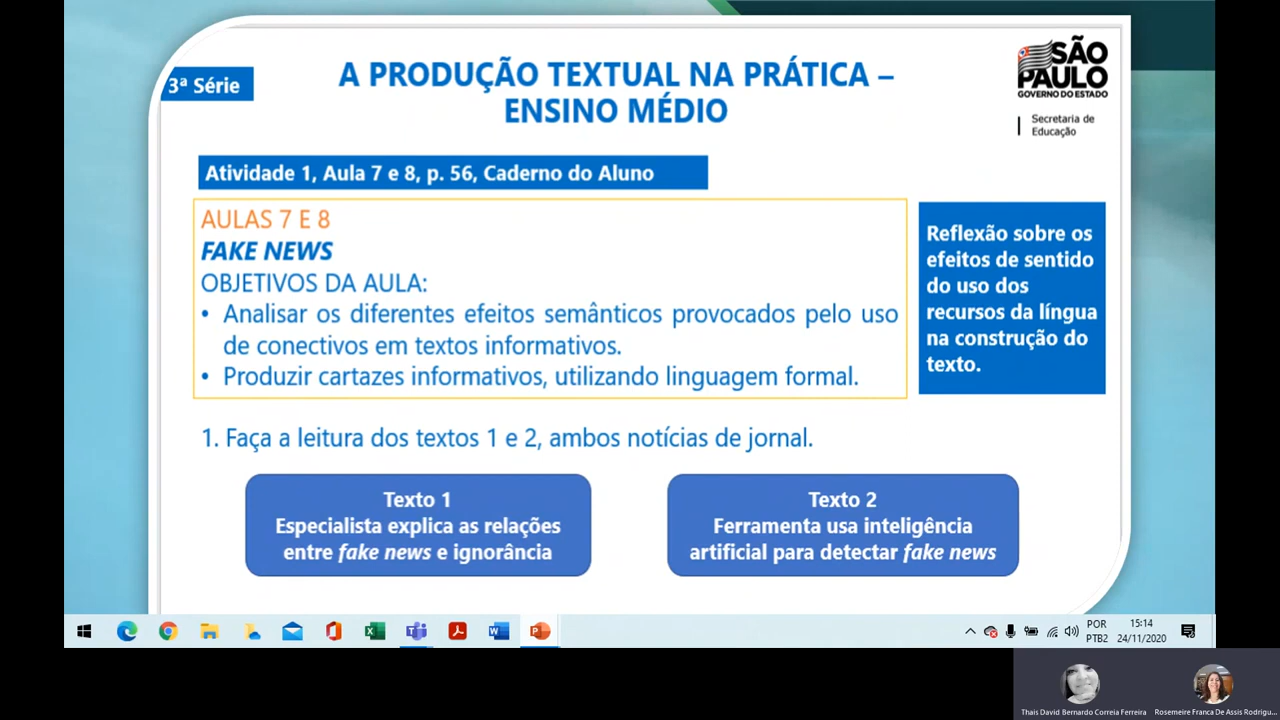 3ª Série
A PRODUÇÃO TEXTUAL NA PRÁTICA –
ENSINO MÉDIO
SÃO
PAULO
GOVERNO DO ESTADO
Secretaria de
Educação
Atividade 1, Aula 7 e 8, p. 56, Caderno do Aluno
AULAS 7 E 8
FAKE NEWS
OBJETIVOS DA AULA:
• Analisar os diferentes efeitos semânticos provocados pelo uso
de conectivos em textos informativos.
• Produzir cartazes informativos, utilizando linguagem formal.
Reflexão sobre os
efeitos de sentido
do uso dos
recursos da língua
na construção do
texto.
1. Faça a leitura dos textos 1 e 2, ambos notícias de jornal.
Texto 1
Especialista explica as relações
entre fake news e ignorância
Texto 2
Ferramenta usa inteligência
artificial para detectar fake news
POR
PTB2
15:14
24/11/2020
Thais David Bernardo Correia Ferreira
Rosemeire Franca De Assis Rodrigu...